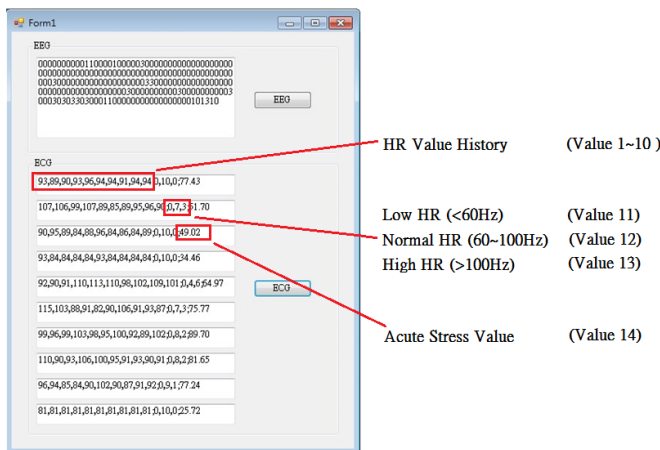 Form1
EEG
0000000000110000100000300000000000000000000
0000000000000000000000000000000000000000000
0000300000000000000000003300000000000000000
0000000000000000000003000000000030000000003
0003030330300011000000000000000000101310
EEG
ECG
93,89,90,93,96,94,94,91,94,94;0,10,0;77.43
107,106,99,107,89,85,89,95,96,90;0,7,3;51.70
90,95,89,84,88,96,84,86,84,89;0,10,0;49.02
93,84,84,84,84,93,84,84,84,84;0,10,0;34.46
92,90,91,110,113,110,98,102,109,101;0,4,6;64.97
115,103,88,91,82,90,106,91,93,87;0,7,3;75.77
99,96,99,103,98,95,100,92,89,102;0,8,2;89.70
110,90,93,106,100,95,91,93,90,91;0,8,2;81.65
96,94,85,84,90,102,90,87,91,92;0,9,1;77.24
81,81,81,81,81,81,81,81,81,81;0,10,0;25.72
ECG
HR Value History (Value 1~10 )
Low HR (<60Hz) (Value 11)
Normal HR (60~100Hz) (Value 12)
High HR (>100Hz) (Value 13)
Acute Stress Value (Value 14)